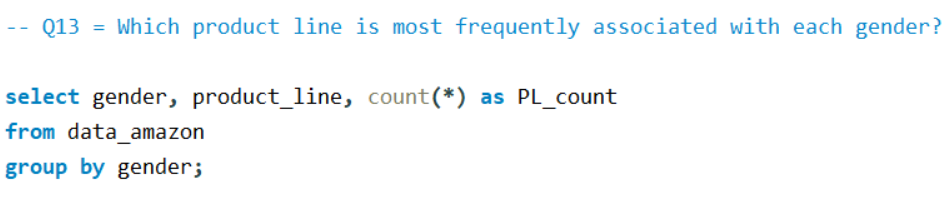 -- Q13 = Which product line is most frequently associated with each gender?
select gender, product_line, count(*) as PL_count
from data_amazon
group by gender;